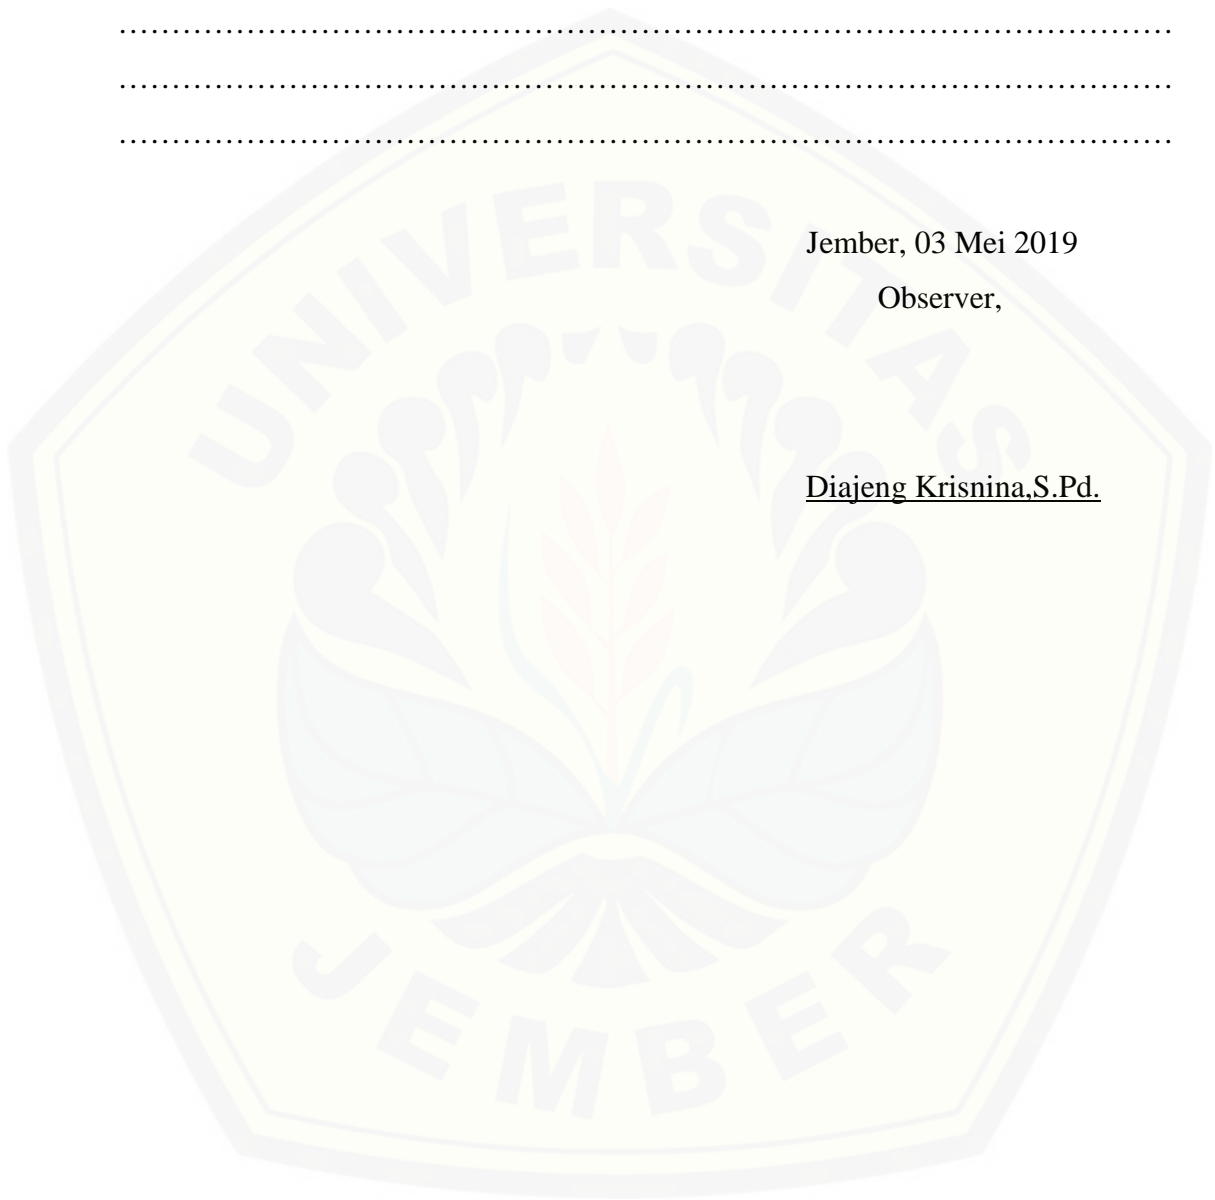 ………………………………………………………………………………………
………………………………………………………………………………………
………………………………………………………………………………………
Jember, 03 Mei 2019
Observer,
Diajeng Krisnina,S.Pd.
UNIVERSITAS
JEMBER